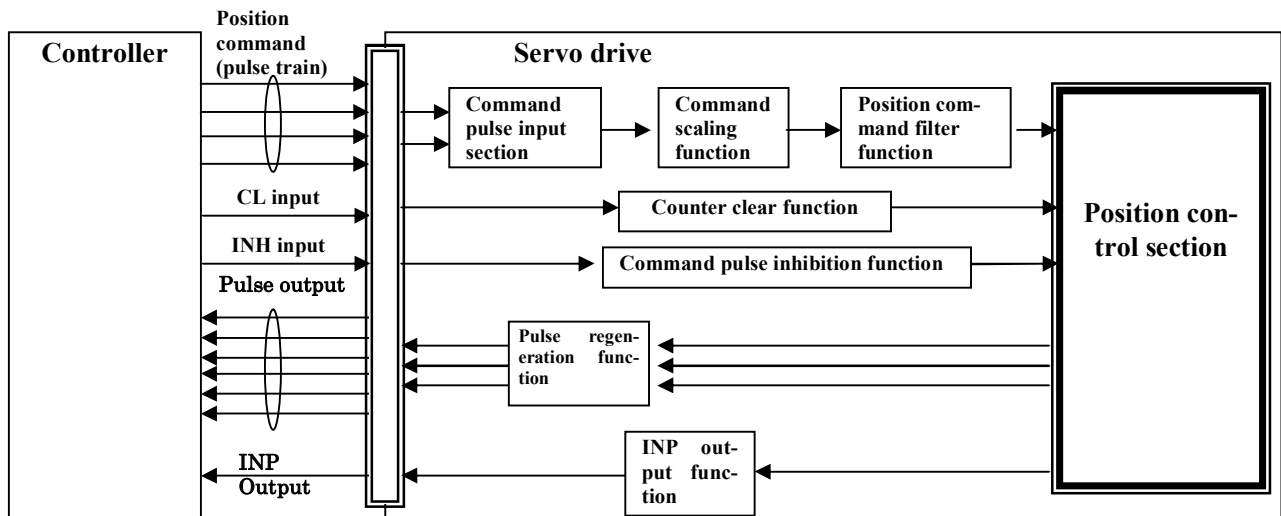 Position
command
(pulse train)
Controller
Servo drive
Command
pulse input
section
Command
scaling
function
Position com-
mand filter
function
CL input
Counter clear function
Position con-
trol section
INH input
Command pulse inhibition function
Pulse output
Pulse regen-
eration func-
tion
INP out-
put func-
tion
INP
Output